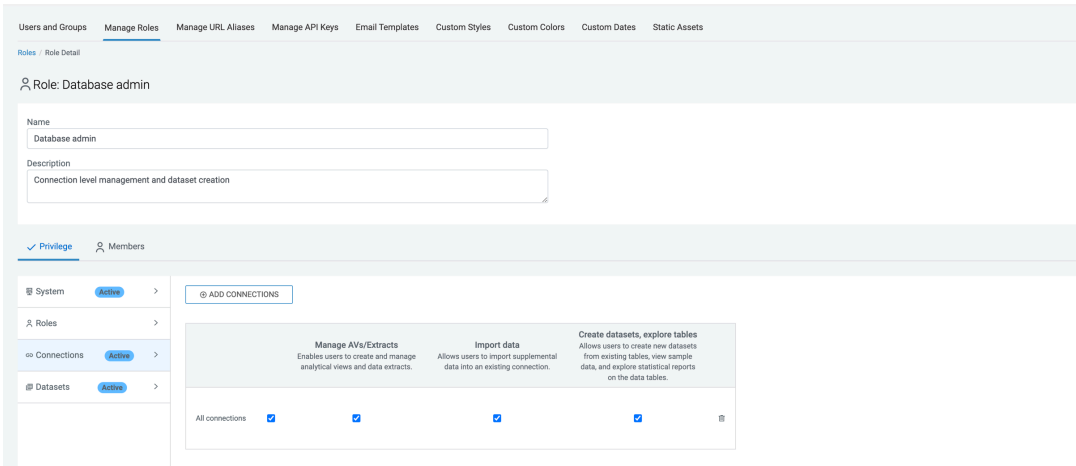 Users and Groups Manage Roles Manage URL Aliases Manage API Keys Email Templates Custom Styles Custom Colors Custom Dates Static Assets
Roles / Role Detail
Role: Database admin
Name
Database admin
Description
Connection level management and dataset creation
Privilege Members
System Active
Roles
Connections Active
Datasets Active
ADD CONNECTIONS
Manage AVs/Extracts
Enables users to create and manage
analytical views and data extracts.
Import data
Allows users to import supplemental
data into an existing connection.
Create datasets, explore tables
Allows users to create new datasets
from existing tables, view sample
data, and explore statistical reports
on the data tables.
All connections